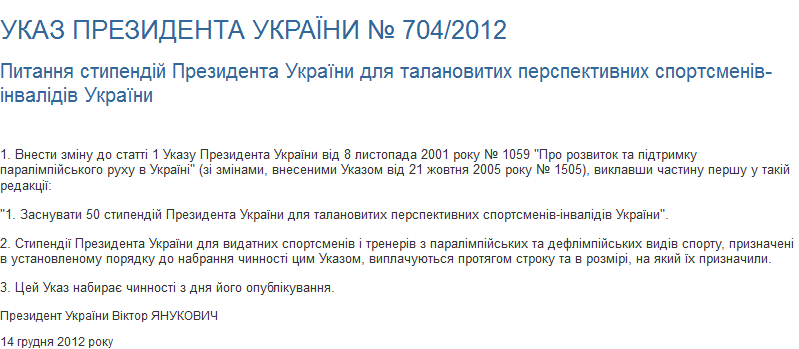 УКАЗ ПРЕЗИДЕНТА УКРАЇНИ № 704/2012
Питання стипендій Президента України для талановитих перспективних спортсменів-
інвалідів України
1. Внести зміну до статті 1 Указу Президента України від 8 листопада 2001 року № 1059 "Про розвиток та підтримку
паралімпійського руху в Україні" (зі змінами, внесеними Указом від 21 жовтня 2005 року № 1505), виклавши частину першу у такій
редакції:
"1. Заснувати 50 стипендій Президента України для талановитих перспективних спортсменів-інвалідів України".
2. Стипендії Президента України для видатних спортсменів і тренерів з паралімпійських та дефлімпійських видів спорту, призначені
в установленому порядку до набрання чинності цим Указом, виплачуються протягом строку та в розмірі, на який їх призначили.
3. Цей Указ набирає чинності з дня його опублікування.
Президент України Віктор ЯНУКОВИЧ
14 грудня 2012 року